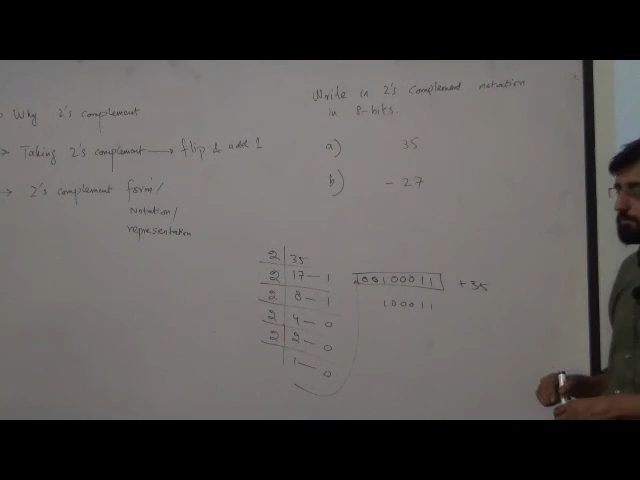 Why 2's complement
→ Taking 2's complement → flip & add 1
→ 2's complement form/
notation/
representation
Write in 2's complement notation
in 8-bits.
a) 35
b) - 27
2 35
2 17 — 1
2 8 — 1
2 4 — 0
2 2 — 0
1 — 0
00100011 +35
100011